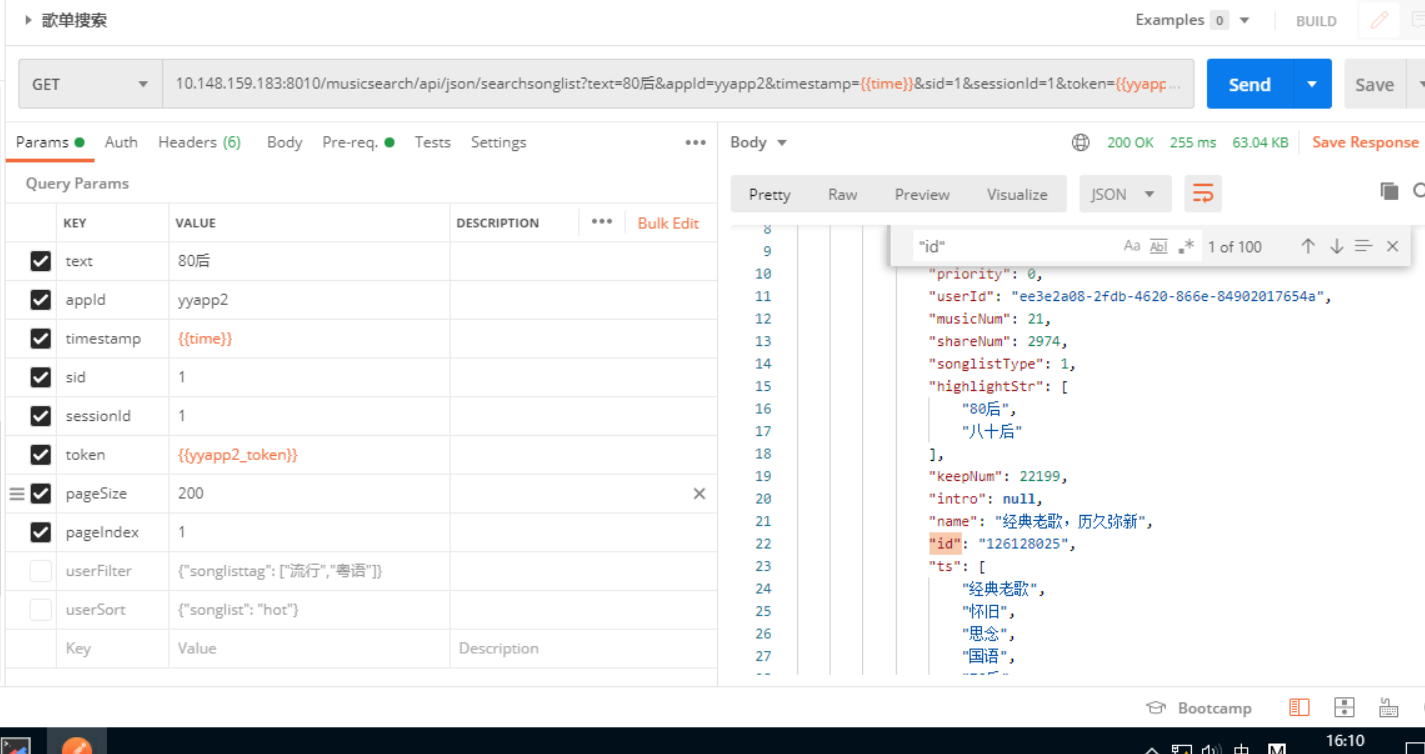 歌单搜索
Examples 0
BUILD
GET
10.148.159.183:8010/musicsearch/api/json/searchsonglist?text=80后&appId=yyapp2&timestamp={{time}}&sid=1&sessionId=1&token={{yyapp...
Send
Save
Params
Auth
Headers (6)
Body
Pre-req.
Tests
Settings
Body
200 OK
255 ms
63.04 KB
Save Response
Query Params
Pretty
Raw
Preview
Visualize
JSON
KEY
VALUE
DESCRIPTION
Bulk Edit
text
80后
appId
yyapp2
timestamp
{{time}}
sid
1
sessionId
1
token
{{yyapp2_token}}
pageSize
200
pageIndex
1
userFilter
{"songlisttag": ["流行","粤语"]}
userSort
{"songlist": "hot"}
Key
Value
Description
"id"
Aa
Abl
.*
1 of 100
8
9
10 "priority": 0,
11 "userId": "ee3e2a08-2fdb-4620-866e-84902017654a",
12 "musicNum": 21,
13 "shareNum": 2974,
14 "songlistType": 1,
15 "highlightStr": [
16 "80后",
17 "八十后"
18 ],
19 "keepNum": 22199,
20 "intro": null,
21 "name": "经典老歌，历久弥新",
22 "id": "126128025",
23 "ts": [
24 "经典老歌",
25 "怀旧",
26 "思念",
27 "国语",
Bootcamp
中
M
16:10